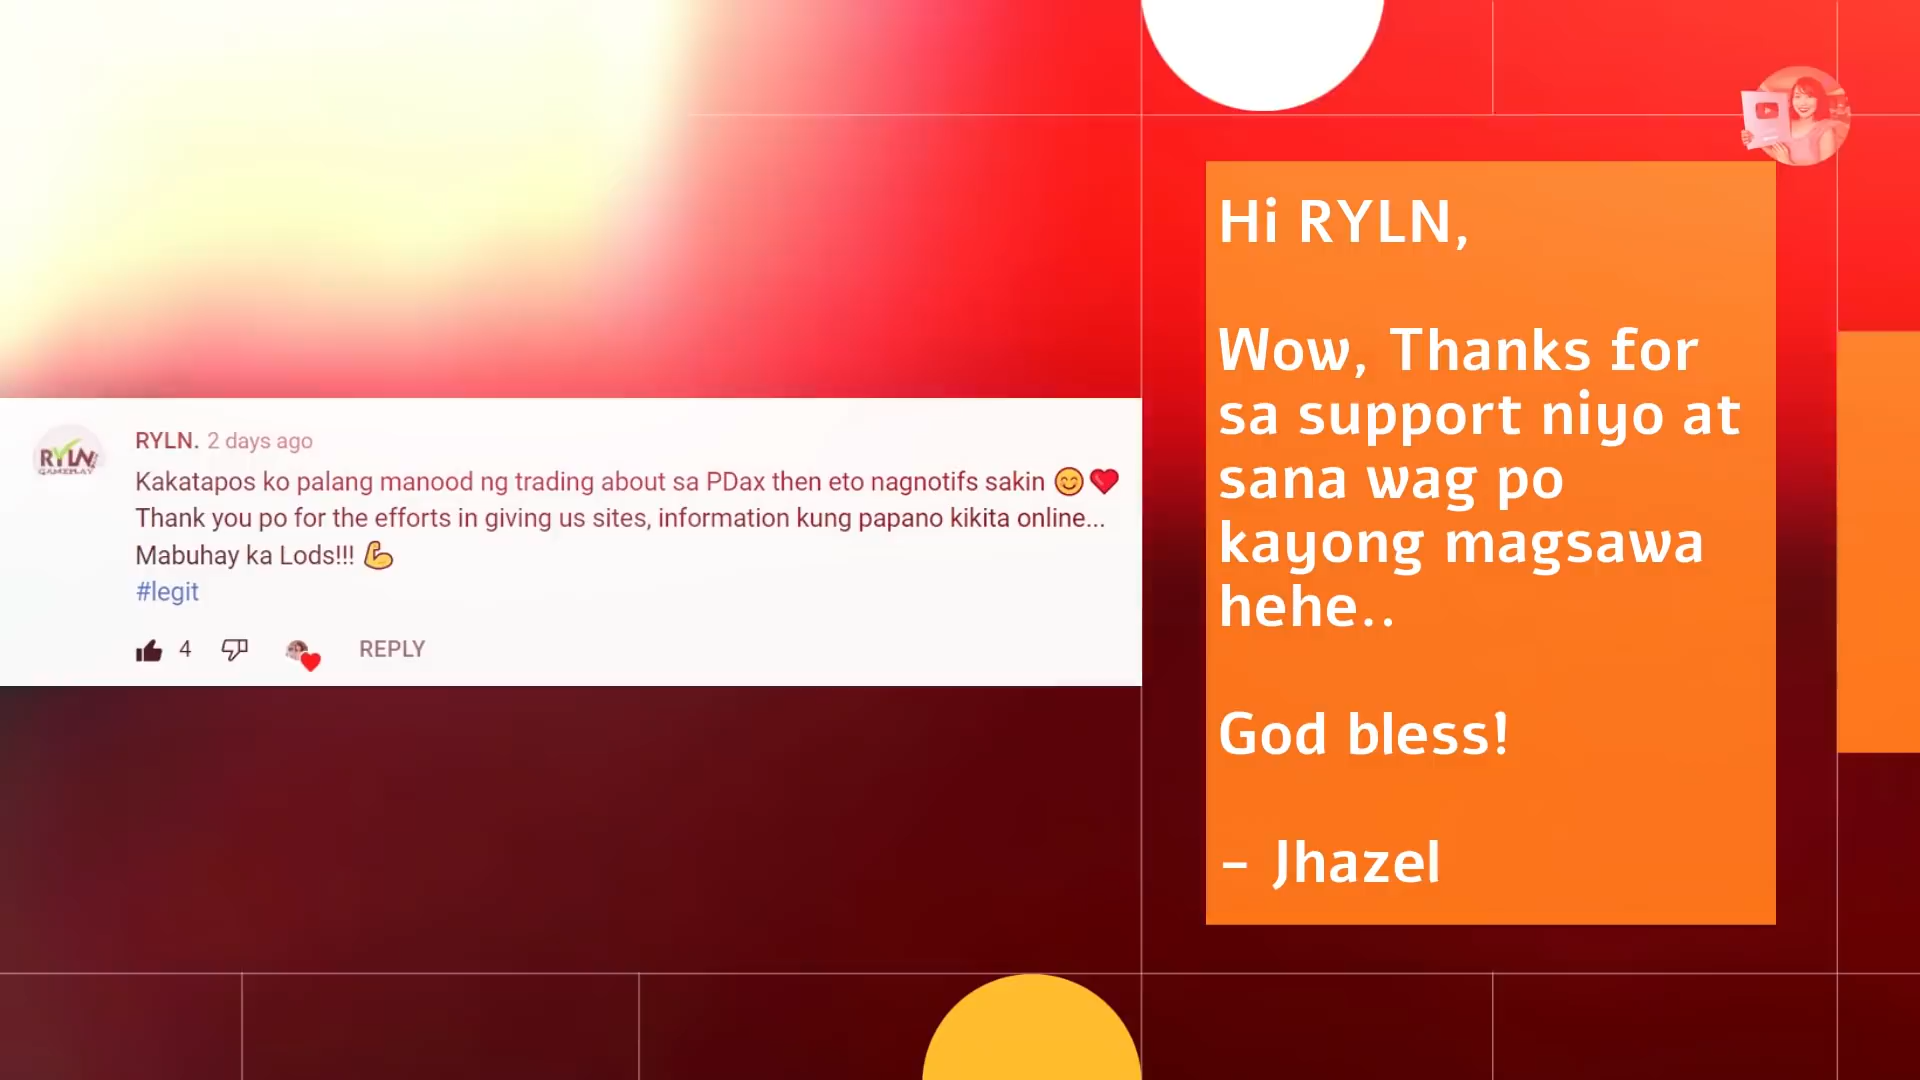 RYLN. 2 days ago
Kakatapos ko palang manood ng trading about sa PDax then eto nagnotifs sakin 😊❤️
Thank you po for the efforts in giving us sites, information kung papano kikita online...
Mabuhay ka Lods!!! 💪
#legit
4 REPLY
RYLN
GAMEPLAY
Hi RYLN,
Wow, Thanks for
sa support niyo at
sana wag po
kayong magsawa
hehe..
God bless!
- Jhazel